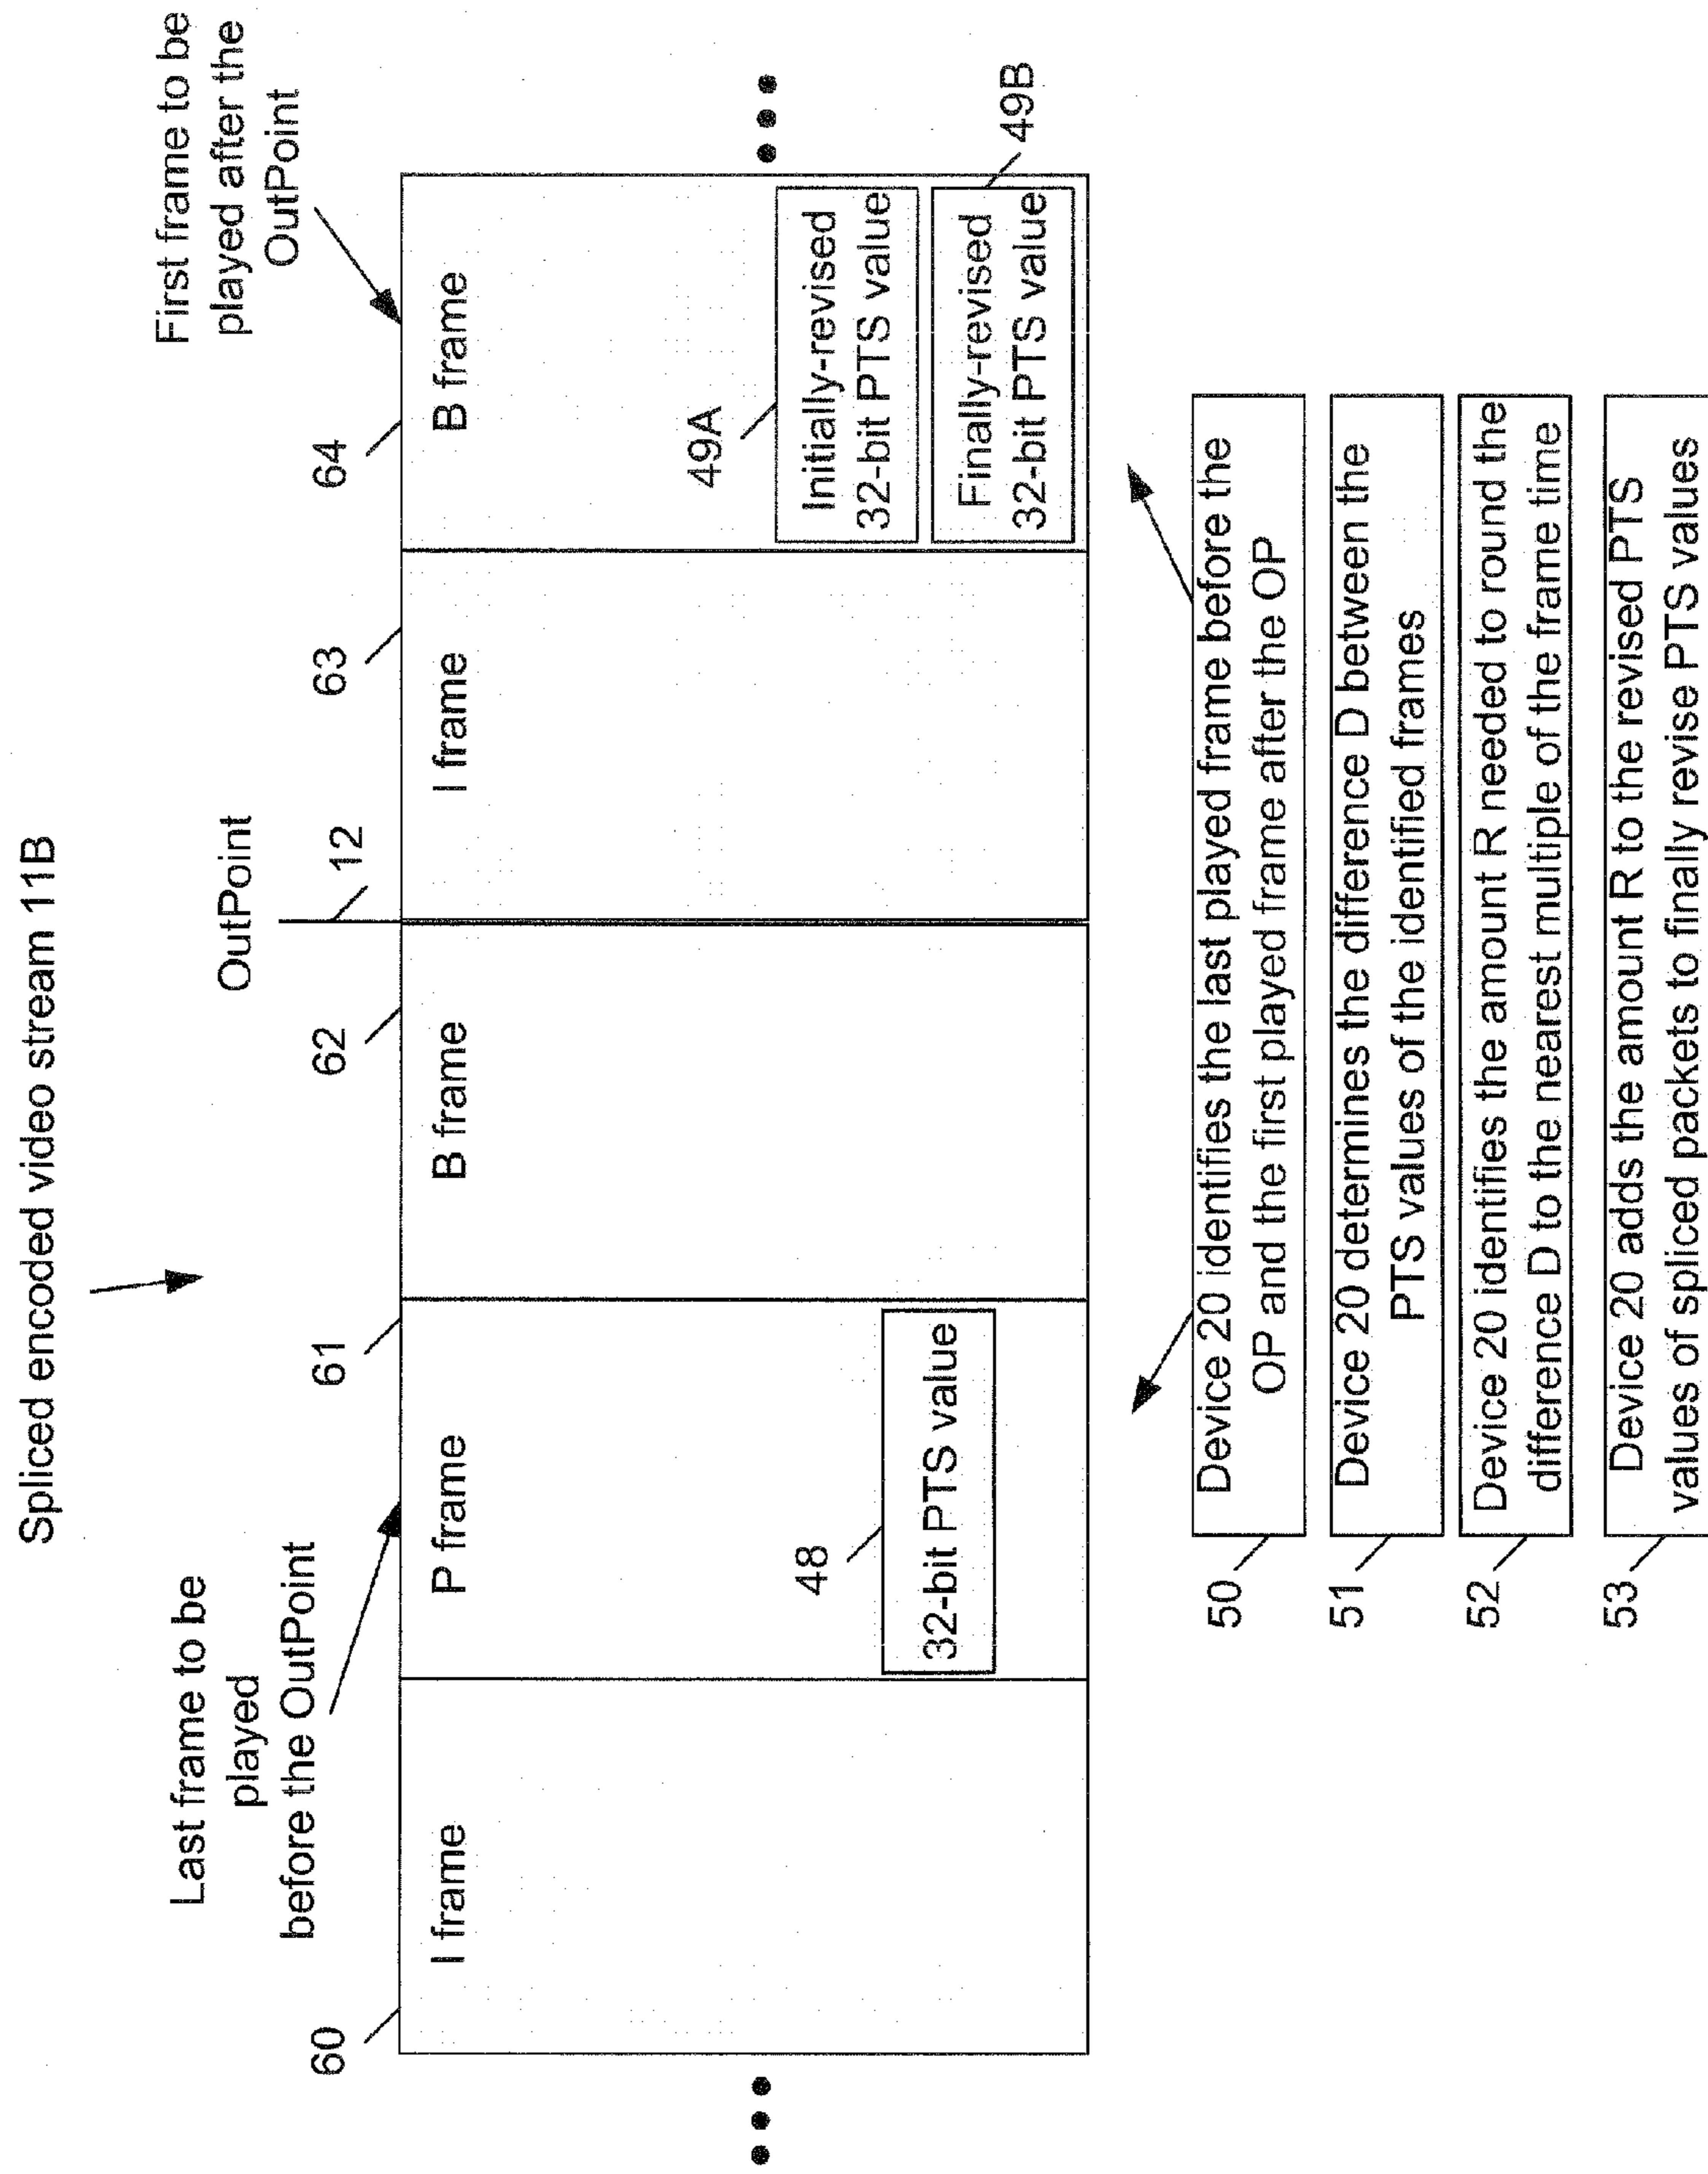 Spliced encoded video stream 11B
Last frame to be
played
before the OutPoint
OutPoint
12
First frame to be
played after the
OutPoint
60
61
62
63
64
I frame
P frame
B frame
I frame
B frame
48
32-bit PTS value
49A
Initially-revised
32-bit PTS value
Finally-revised
32-bit PTS value
49B
50
Device 20 identifies the last played frame before the
OP and the first played frame after the OP
51
Device 20 determines the difference D between the
PTS values of the identified frames
52
Device 20 identifies the amount R needed to round the
difference D to the nearest multiple of the frame time
53
Device 20 adds the amount R to the revised PTS
values of spliced packets to finally revise PTS values